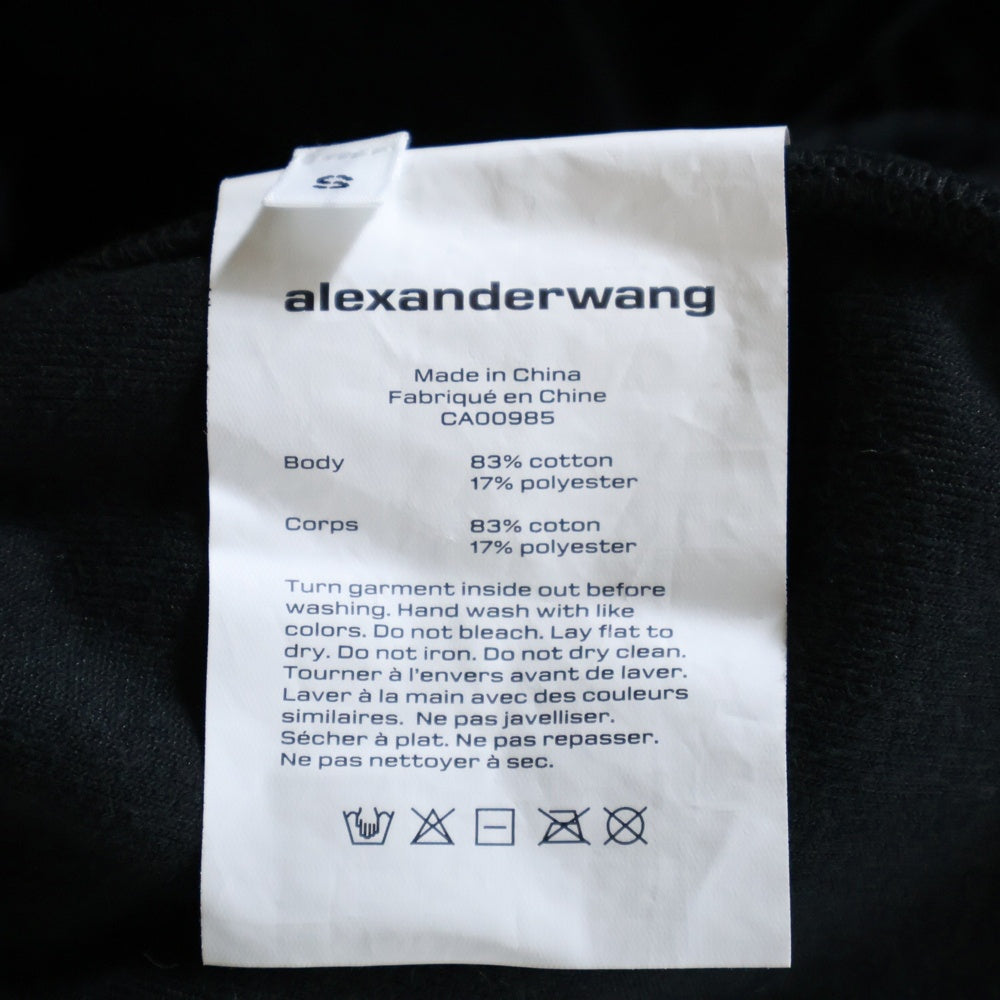 S
alexanderwang
Made in China
Fabriqué en Chine
CA00985
Body 83% cotton
17% polyester
Corps 83% coton
17% polyester
Turn garment inside out before
washing. Hand wash with like
colors. Do not bleach. Lay flat to
dry. Do not iron. Do not dry clean.
Tourner à l'envers avant de laver.
Laver à la main avec des couleurs
similaires. Ne pas javelliser.
Sécher à plat. Ne pas repasser.
Ne pas nettoyer à sec.